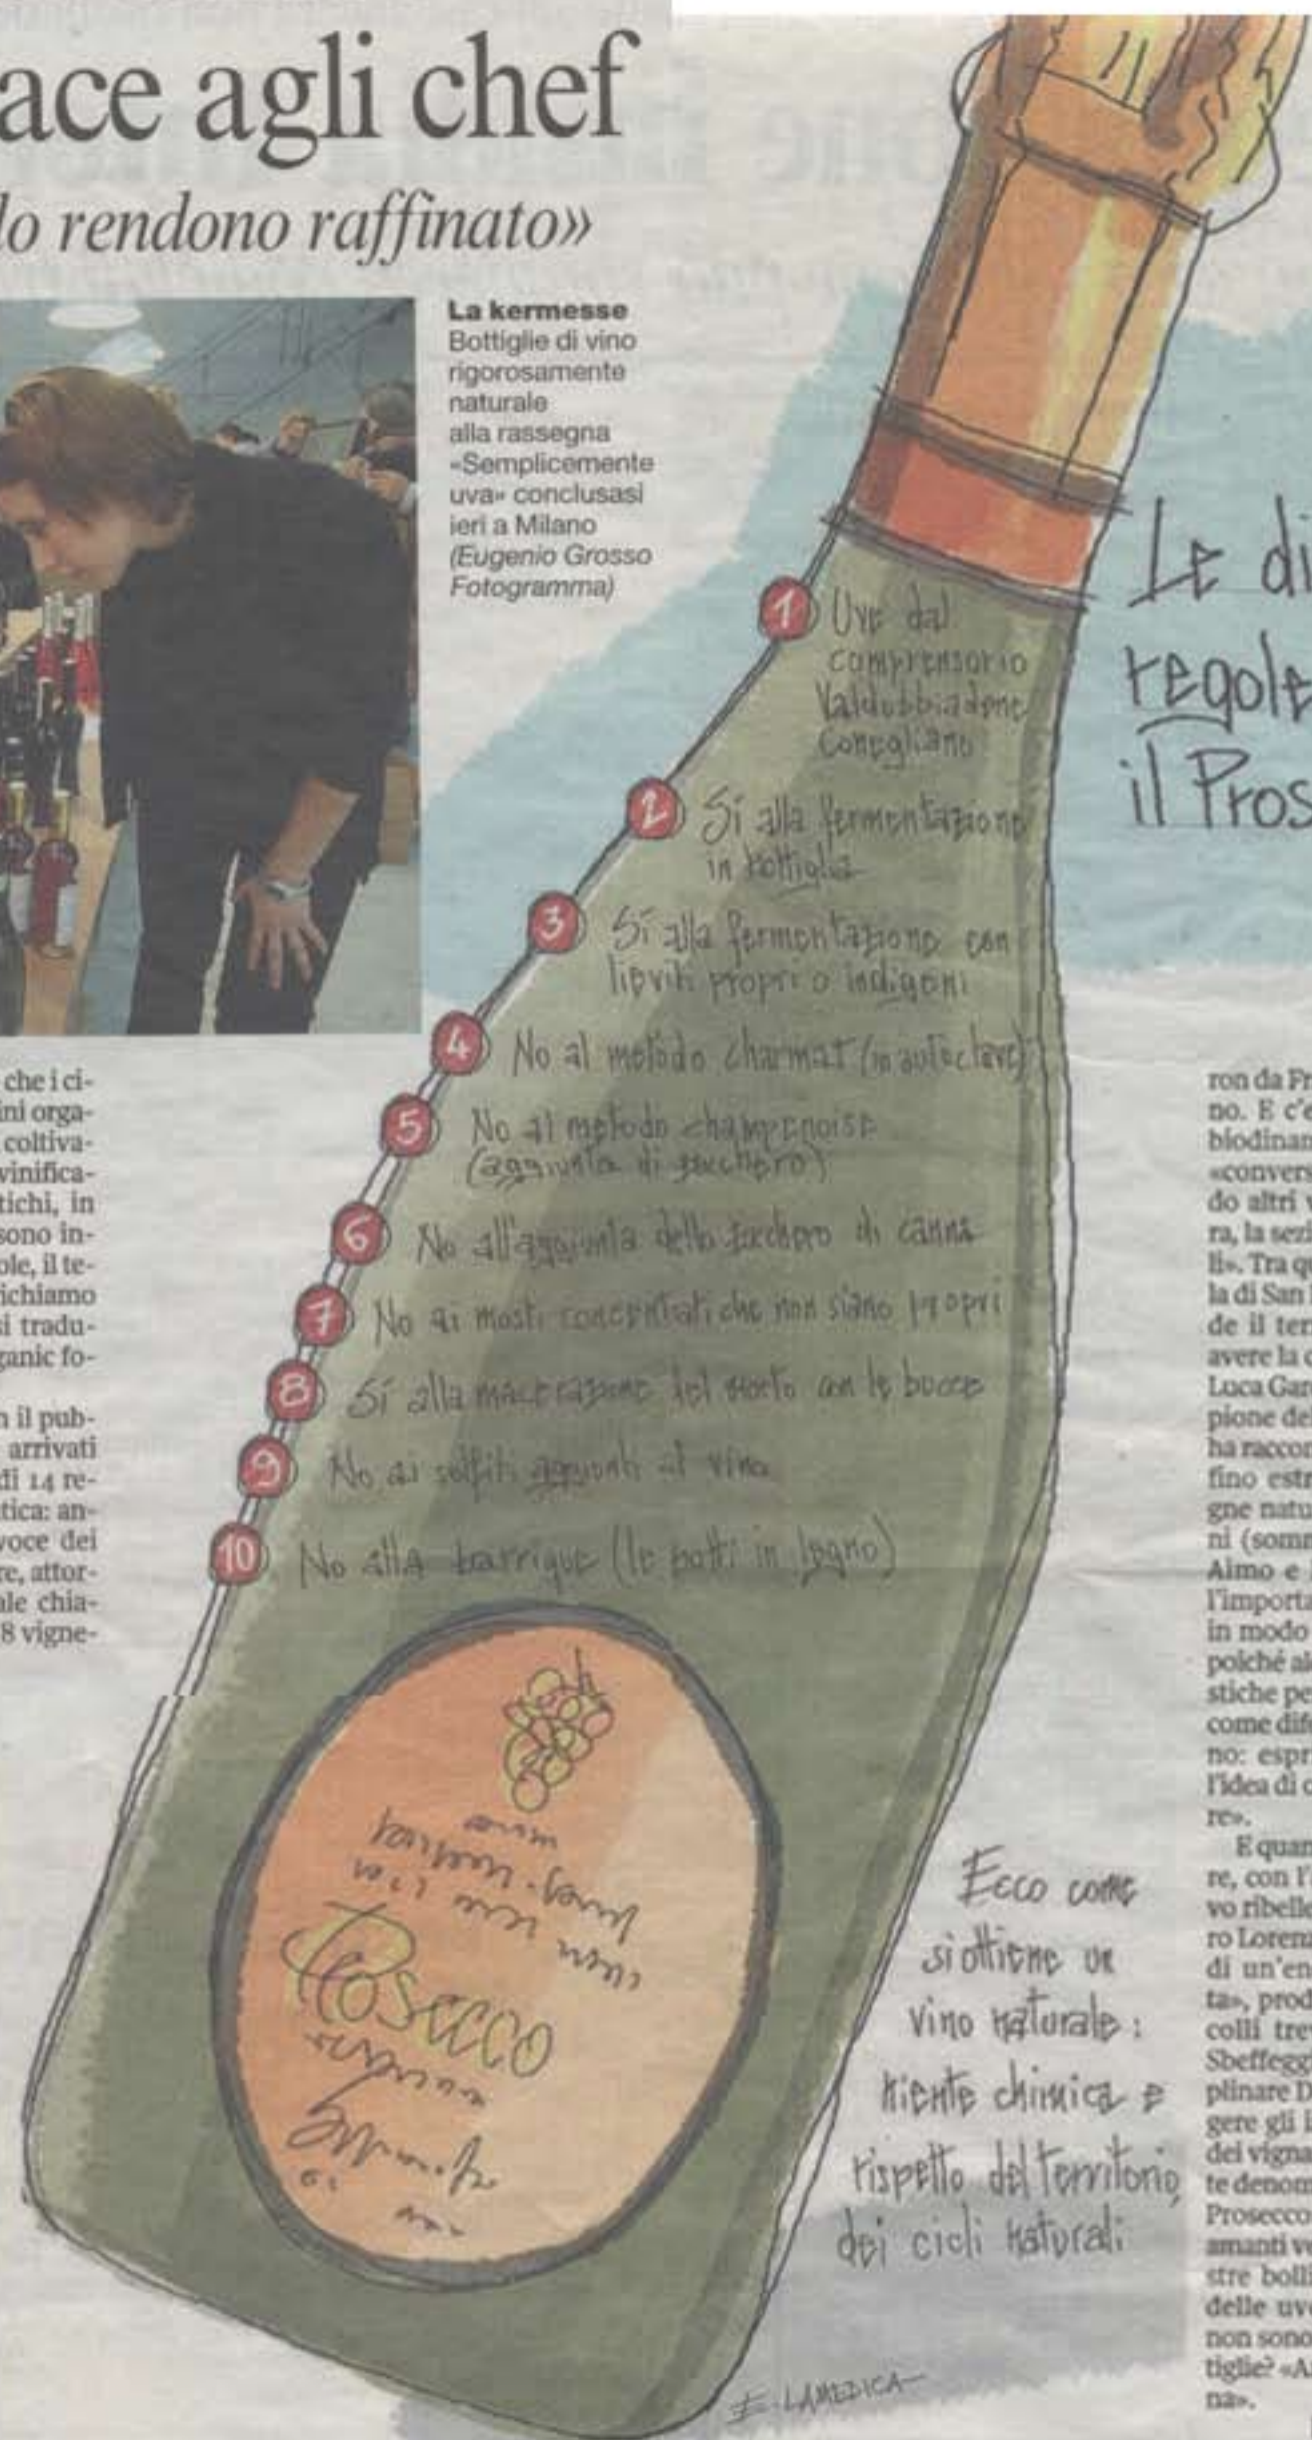 ace agli chef
lo rendono raffinato»
La kermesse
Bottiglie di vino
rigorosamente
naturale
alla rassegna
«Semplicemente
uva» conclusasi
ieri a Milano
(Eugenio Grosso
Fotogramma)
Le di
regole
il Pros
1 Uve dal
comprensorio
Valdobbiadene
Conegliano
2 Sí alla fermentazione
in bottiglia
3 Sí alla fermentazione con
lieviti propri o indigeni
4 No al metodo charmat (in autoclave)
5 No al metodo champenoise
(aggiunta di zucchero)
6 No all'aggiunta dello zucchero di canna
7 No ai mosti concentrati che non siano propri
8 Sí alla macerazione del mosto con le bucce
9 No ai solfiti aggiunti al vino
10 No alla barrique (le botti in legno)
Prosecco
Ecco come
si ottiene un
vino naturale:
niente chimica e
rispetto del territorio,
dei cicli naturali
E. LAMEDICA
che i ci-
ini orga-
coltiva-
vinifica-
tichi, in
sono in-
ole, il te-
richiamo
si tradu-
ganic fo-
n il pub-
arrivati
di 14 re-
tica: an-
voce dei
re, attor-
ale chia-
8 vigne-
ron da Fr
no. E c'è
biodinam
«convers
do altri v
ra, la sezi
li». Tra qu
la di San
de il ter
avere la c
Luca Gar
pione del
ha raccon
fino estr
gne natu
ni (somm
Aimo e
l'importa
in modo
poiché al
stiche pe
come dife
no: espr
l'idea di c
re».
E quan
re, con l'
vo ribelle
ro Lorenz
di un'en
ta», prod
colli trev
Sbeffeggi
plinare D
gere gli i
dei vigna
te denom
Prosecco
amanti ve
stre bolli
delle uve
non sono
tiglie? «A
na».